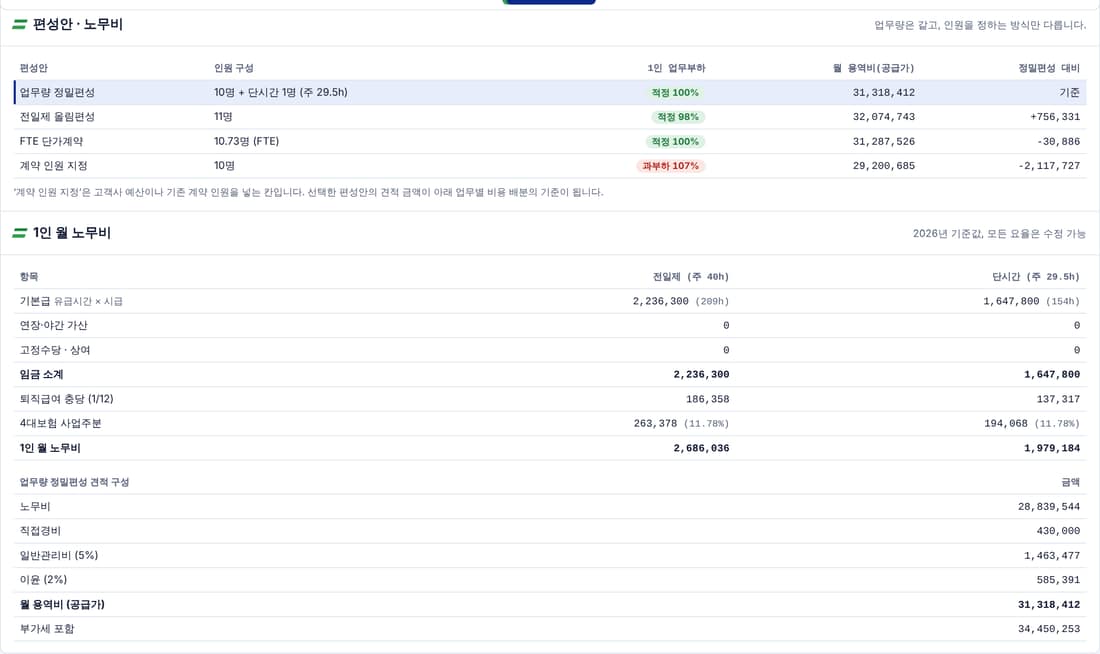 편성안 · 노무비
업무량은 같고, 인원을 정하는 방식만 다릅니다.
편성안 인원 구성 1인 업무부하 월 용역비(공급가) 정밀편성 대비
업무량 정밀편성 10명 + 단시간 1명 (주 29.5h) 적정 100% 31,318,412 기준
전일제 올림편성 11명 적정 98% 32,074,743 +756,331
FTE 단가계약 10.73명 (FTE) 적정 100% 31,287,526 -30,886
계약 인원 지정 10명 과부하 107% 29,200,685 -2,117,727
'계약 인원 지정'은 고객사 예산이나 기존 계약 인원을 넣는 칸입니다. 선택한 편성안의 견적 금액이 아래 업무별 비용 배분의 기준이 됩니다.
1인 월 노무비
2026년 기준값, 모든 요율은 수정 가능
항목 전일제 (주 40h) 단시간 (주 29.5h)
기본급 유급시간 × 시급 2,236,300 (209h) 1,647,800 (154h)
연장·야간 가산 0 0
고정수당 · 상여 0 0
임금 소계 2,236,300 1,647,800
퇴직급여 충당 (1/12) 186,358 137,317
4대보험 사업주분 263,378 (11.78%) 194,068 (11.78%)
1인 월 노무비 2,686,036 1,979,184
업무량 정밀편성 견적 구성 금액
노무비 28,839,544
직접경비 430,000
일반관리비 (5%) 1,463,477
이윤 (2%) 585,391
월 용역비 (공급가) 31,318,412
부가세 포함 34,450,253